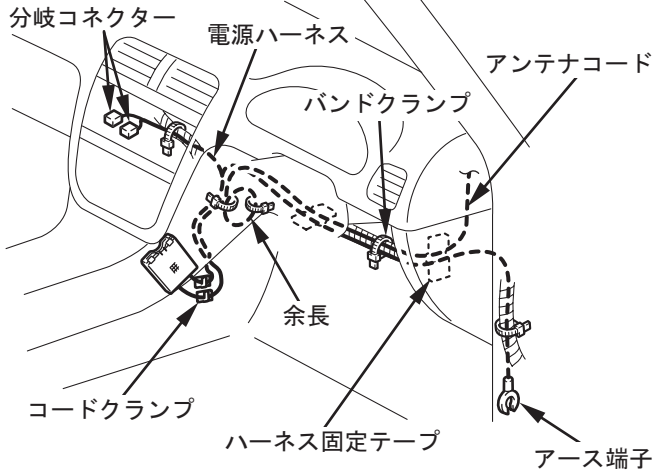 分岐コネクター
電源ハーネス
アンテナコード
バンドクランプ
余長
コードクランプ
ハーネス固定テープ
アース端子